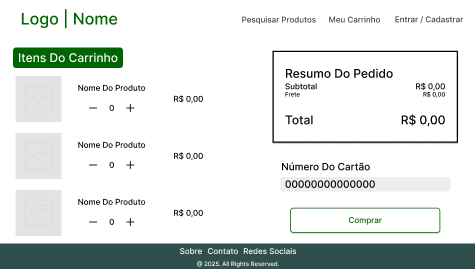 Logo | Nome
Pesquisar Produtos Meu Carrinho Entrar / Cadastrar
Itens Do Carrinho
Nome Do Produto
0
R$ 0,00
Nome Do Produto
0
R$ 0,00
Nome Do Produto
0
R$ 0,00
Resumo Do Pedido
Subtotal R$ 0,00
Frete R$ 0,00
Total R$ 0,00
Número Do Cartão
00000000000000
Comprar
Sobre Contato Redes Sociais
@ 2025. All Rights Reserved.